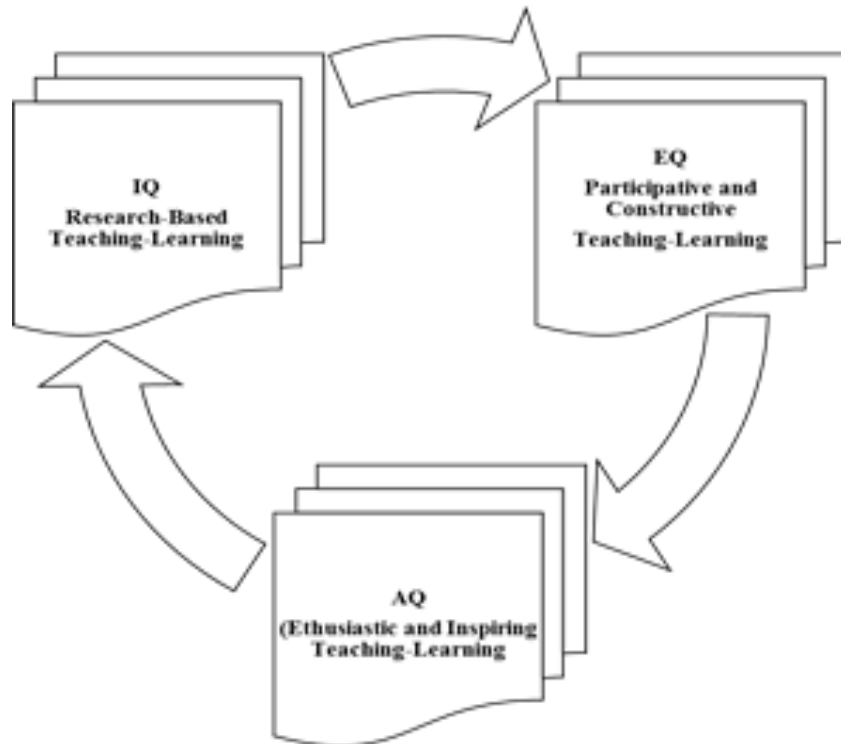 IQ
Research-Based
Teaching-Learning
EQ
Participative and
Constructive
Teaching-Learning
AQ
(Ethusiastic and Inspiring
Teaching-Learning